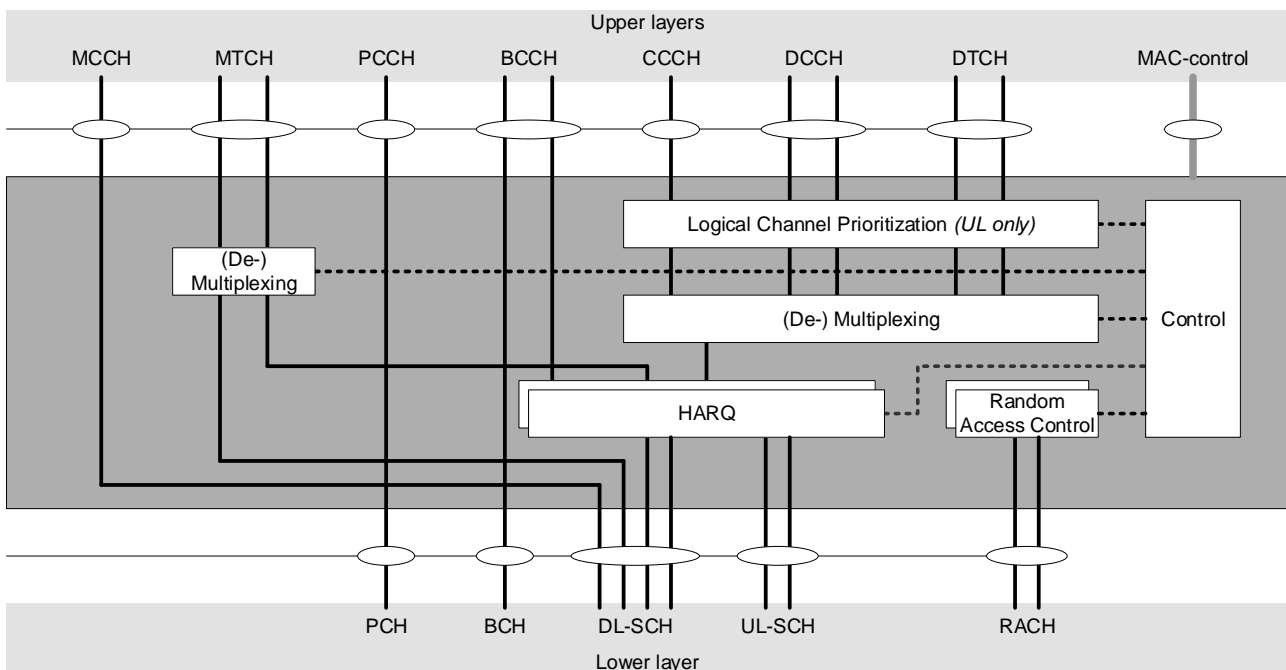 Upper layers
MCCH MTCH PCCH BCCH CCCH DCCH DTCH MAC-control
Logical Channel Prioritization (UL only)
(De-)
Multiplexing
(De-) Multiplexing
Control
HARQ
Random
Access Control
PCH BCH DL-SCH UL-SCH RACH
Lower layer